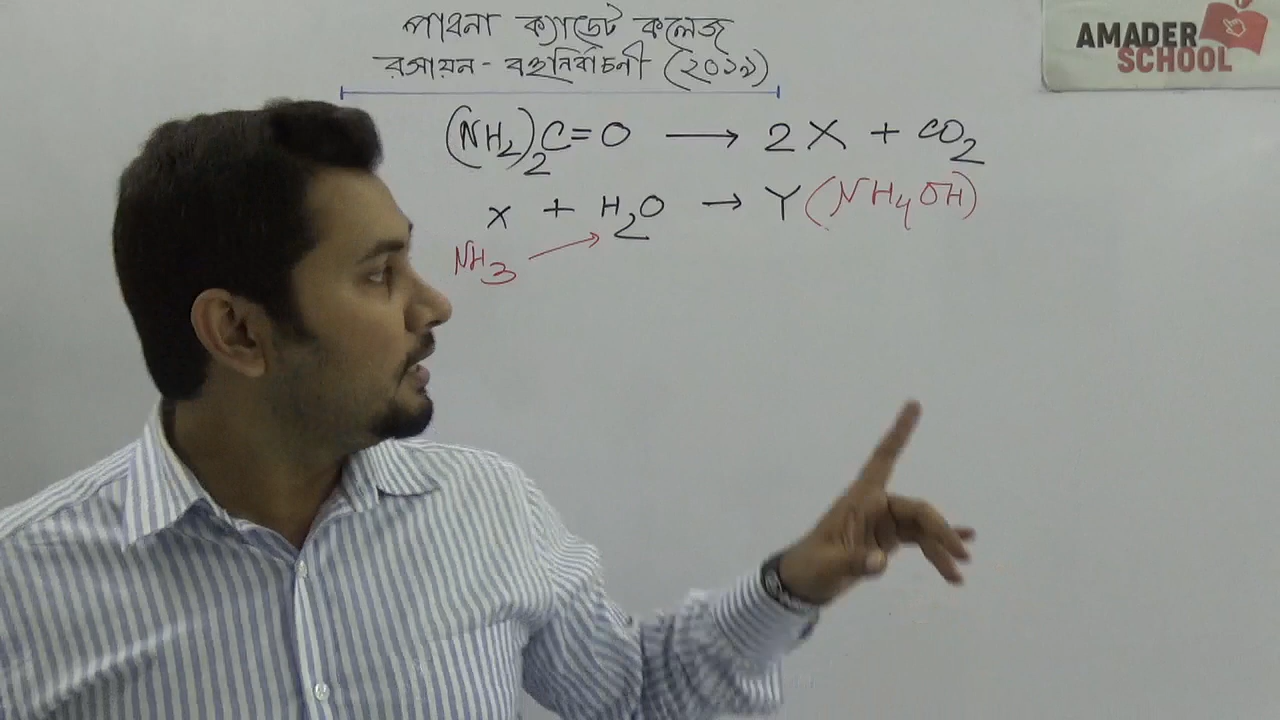 পাবনা ক্যাডেট কলেজ
রসায়ন - বহুনির্বাচনী (২০১৯)
AMADER
SCHOOL
(NH₂)₂C=O → 2X + CO₂
x + H₂O → Y (NH₄OH)
NH₃